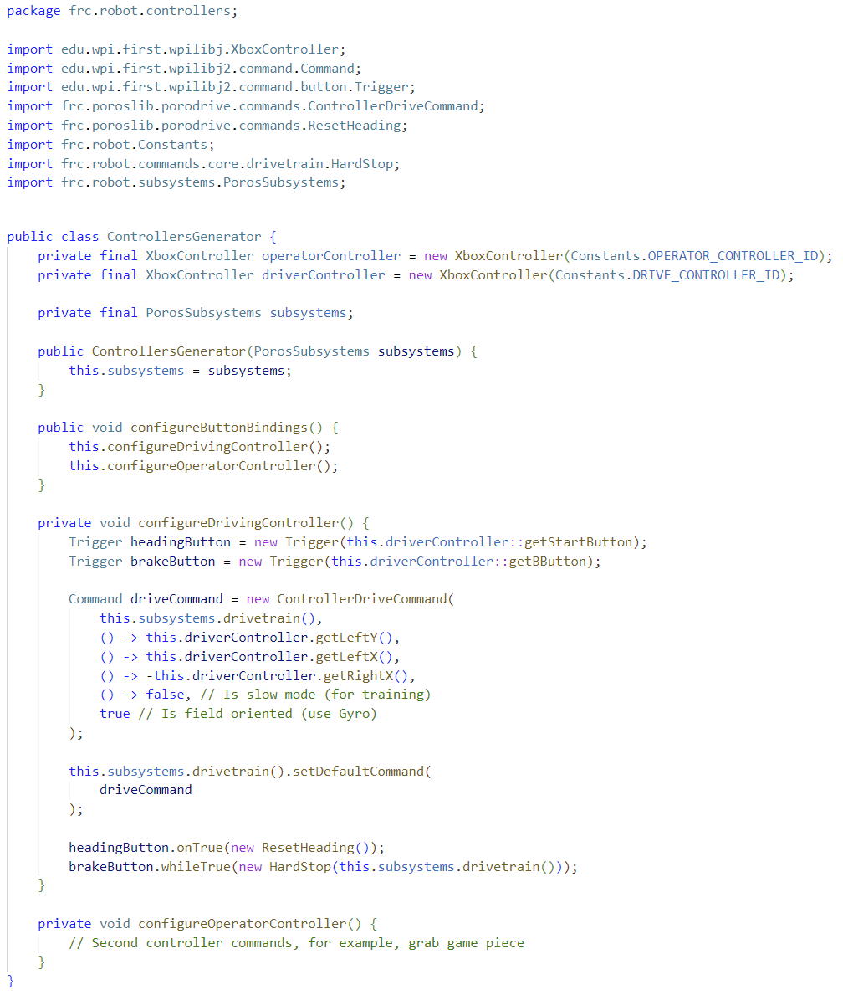 package frc.robot.controllers;

import edu.wpi.first.wpilibj.XboxController;
import edu.wpi.first.wpilibj2.command.Command;
import edu.wpi.first.wpilibj2.command.button.Trigger;
import frc.poroslib.porodrive.commands.ControllerDriveCommand;
import frc.poroslib.porodrive.commands.ResetHeading;
import frc.robot.Constants;
import frc.robot.commands.core.drivetrain.HardStop;
import frc.robot.subsystems.PorosSubsystems;


public class ControllersGenerator {
    private final XboxController operatorController = new XboxController(Constants.OPERATOR_CONTROLLER_ID);
    private final XboxController driverController = new XboxController(Constants.DRIVE_CONTROLLER_ID);

    private final PorosSubsystems subsystems;

    public ControllersGenerator(PorosSubsystems subsystems) {
        this.subsystems = subsystems;
    }

    public void configureButtonBindings() {
        this.configureDrivingController();
        this.configureOperatorController();
    }

    private void configureDrivingController() {
        Trigger headingButton = new Trigger(this.driverController::getStartButton);
        Trigger brakeButton = new Trigger(this.driverController::getBButton);

        Command driveCommand = new ControllerDriveCommand(
            this.subsystems.drivetrain(),
            () -> this.driverController.getLeftY(),
            () -> this.driverController.getLeftX(),
            () -> -this.driverController.getRightX(),
            () -> false, // Is slow mode (for training)
            true // Is field oriented (use Gyro)
        );

        this.subsystems.drivetrain().setDefaultCommand(
            driveCommand
        );

        headingButton.onTrue(new ResetHeading());
        brakeButton.whileTrue(new HardStop(this.subsystems.drivetrain()));
    }

    private void configureOperatorController() {
        // Second controller commands, for example, grab game piece
    }
}